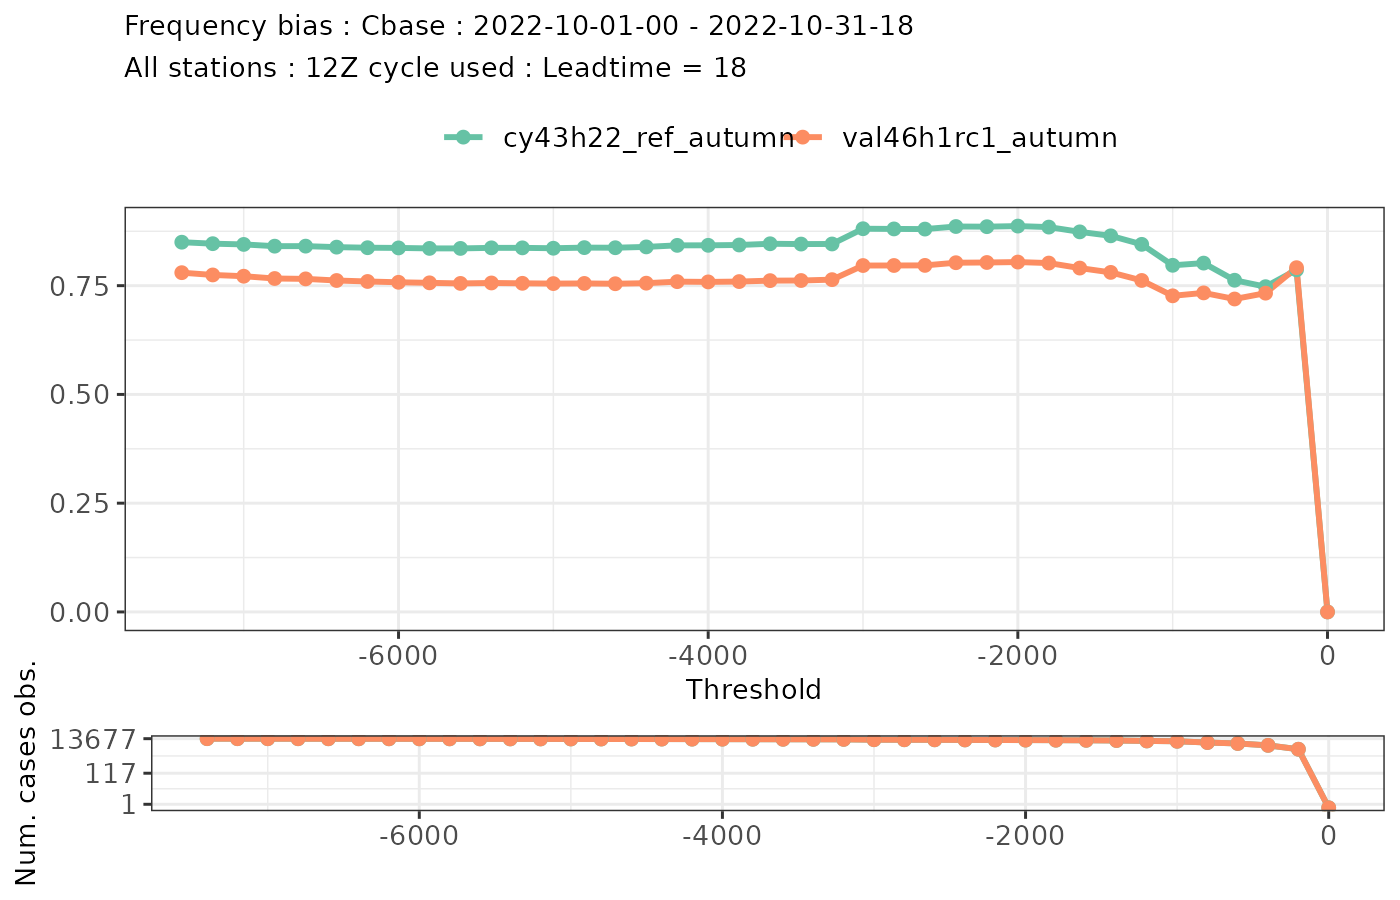 Frequency bias : Cbase : 2022-10-01-00 - 2022-10-31-18
All stations : 12Z cycle used : Leadtime = 18
cy43h22_ref_autumn val46h1rc1_autumn
0.75
0.50
0.25
0.00
-6000 -4000 -2000 0
Threshold
Num. cases obs.
13677
117
1
-6000 -4000 -2000 0